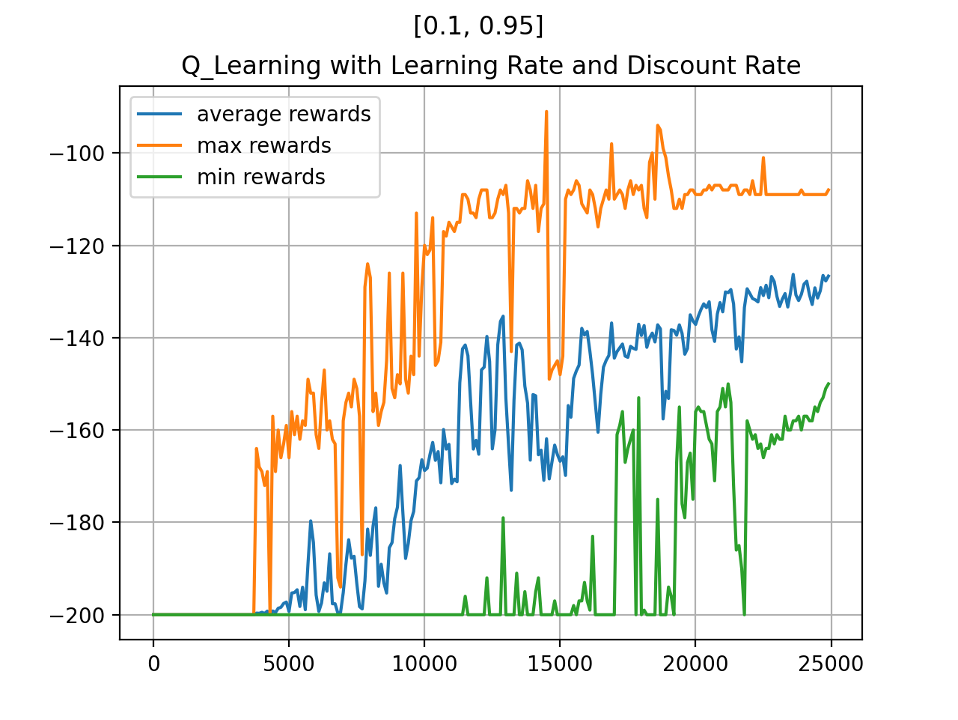 [0.1, 0.95]
Q_Learning with Learning Rate and Discount Rate
average rewards
max rewards
min rewards
−100
−120
−140
−160
−180
−200
0 5000 10000 15000 20000 25000